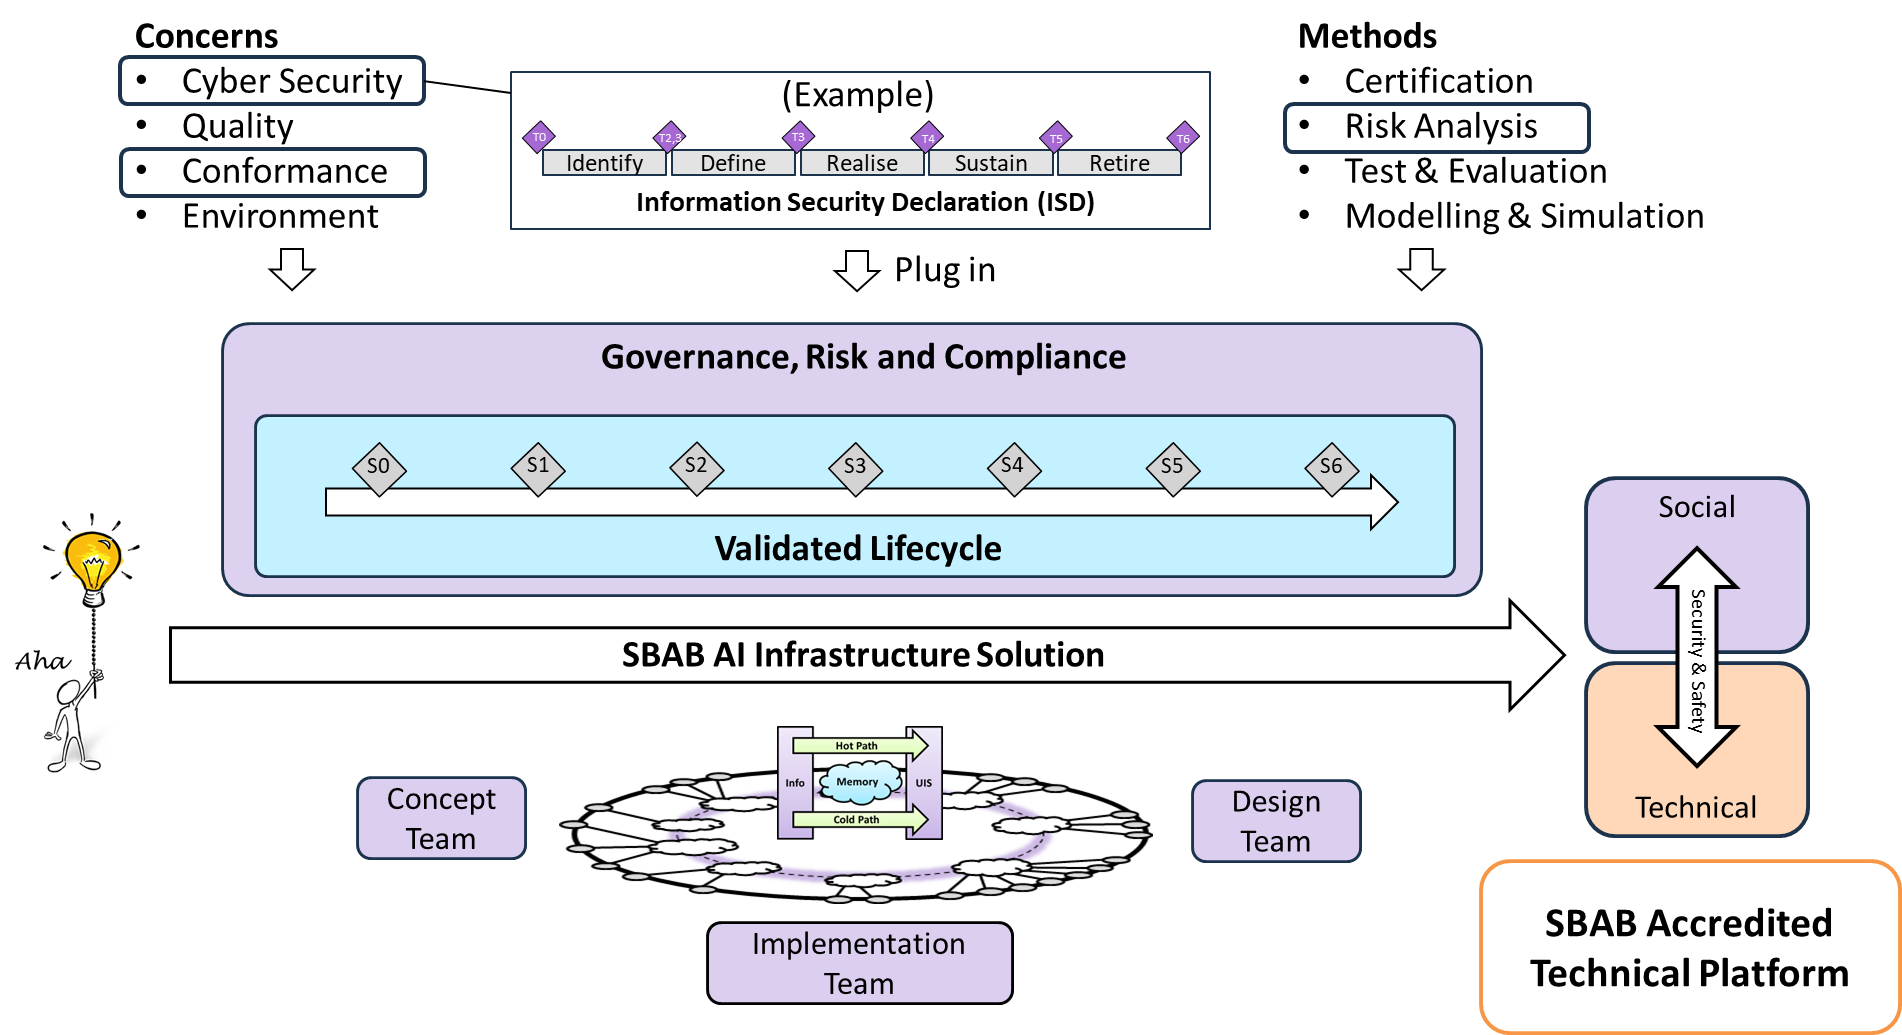 Concerns
• Cyber Security
• Quality
• Conformance
• Environment
(Example)
T0
T2,3
T3
T4
T5
T6
Identify
Define
Realise
Sustain
Retire
Information Security Declaration (ISD)
Methods
• Certification
• Risk Analysis
• Test & Evaluation
• Modelling & Simulation
Plug in
Governance, Risk and Compliance
S0
S1
S2
S3
S4
S5
S6
Validated Lifecycle
Aha
SBAB AI Infrastructure Solution
Social
Security & Safety
Technical
Concept
Team
Info
Hot Path
Memory
Cold Path
UIS
Design
Team
Implementation
Team
SBAB Accredited
Technical Platform